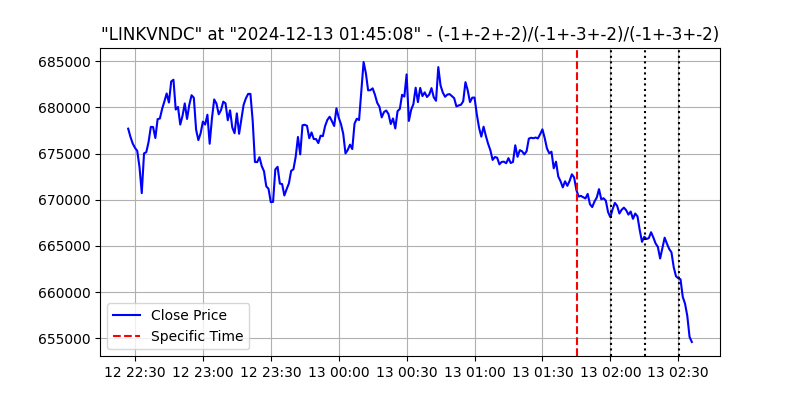 "LINKVNDC" at "2024-12-13 01:45:08" - (-1+-2+-2)/(-1+-3+-2)/(-1+-3+-2)
685000
680000
675000
670000
665000
660000
655000
Close Price
Specific Time
12 22:30 12 23:00 12 23:30 13 00:00 13 00:30 13 01:00 13 01:30 13 02:00 13 02:30